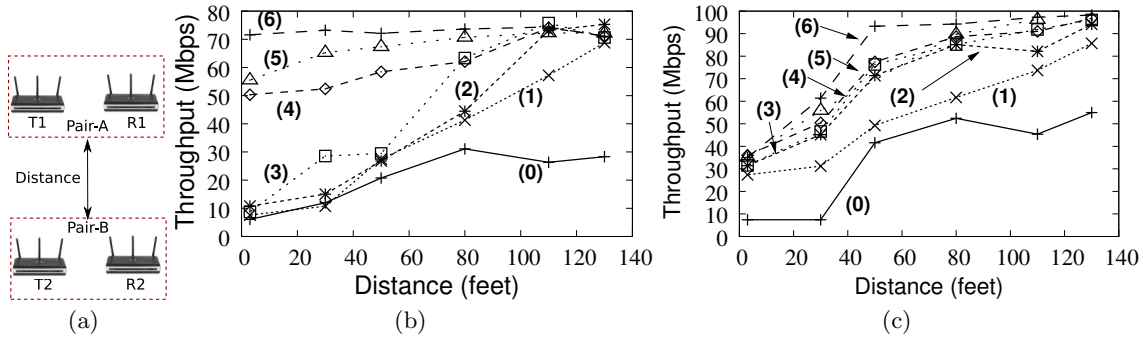 T1
R1
Pair-A
Distance
Pair-B
T2
R2
(a)
Throughput (Mbps)
80
70
60
50
40
30
20
10
0
0 20 40 60 80 100 120 140
Distance (feet)
(6)
(5)
(4)
(3)
(2)
(1)
(0)
(b)
Throughput (Mbps)
100
90
80
70
60
50
40
30
20
10
0
0 20 40 60 80 100 120 140
Distance (feet)
(6)
(5)
(4)
(3)
(2)
(1)
(0)
(c)